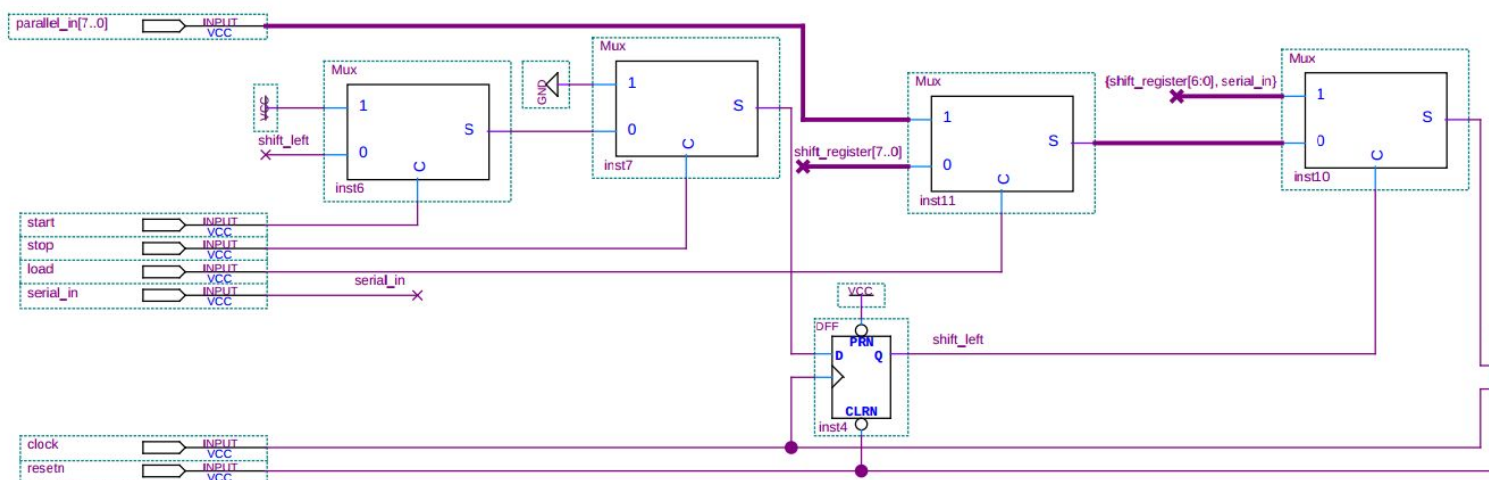 parallel_in[7..0]
INPUT
VCC
Mux
VCC
1
shift_left
0
S
C
inst6
Mux
GND
1
0
S
C
inst7
Mux
1
shift_register[7..0]
0
S
C
inst11
Mux
{shift_register[6:0], serial_in}
1
0
S
C
inst10
start
INPUT
VCC
stop
INPUT
VCC
load
INPUT
VCC
serial_in
INPUT
VCC
serial_in
VCC
DFF
PRN
D
Q
CLRN
inst4
shift_left
clock
INPUT
VCC
resetn
INPUT
VCC